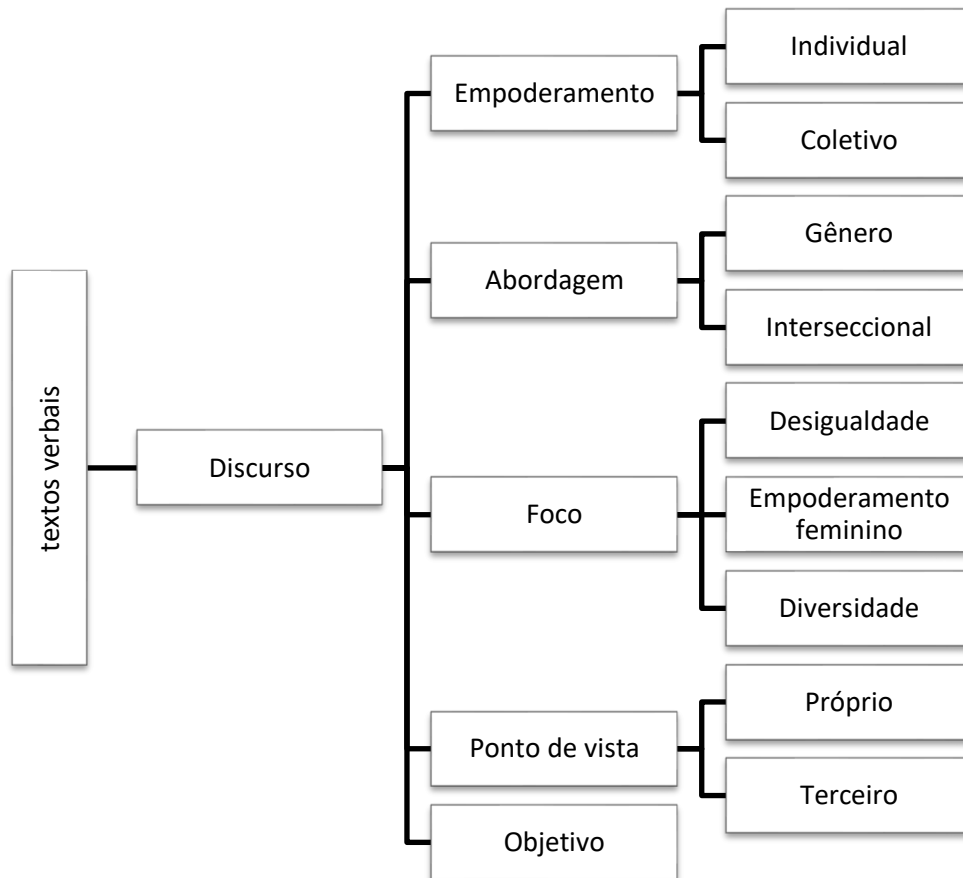 textos verbais
Discurso
Empoderamento
Individual
Coletivo
Abordagem
Gênero
Interseccional
Foco
Desigualdade
Empoderamento
feminino
Diversidade
Ponto de vista
Próprio
Terceiro
Objetivo